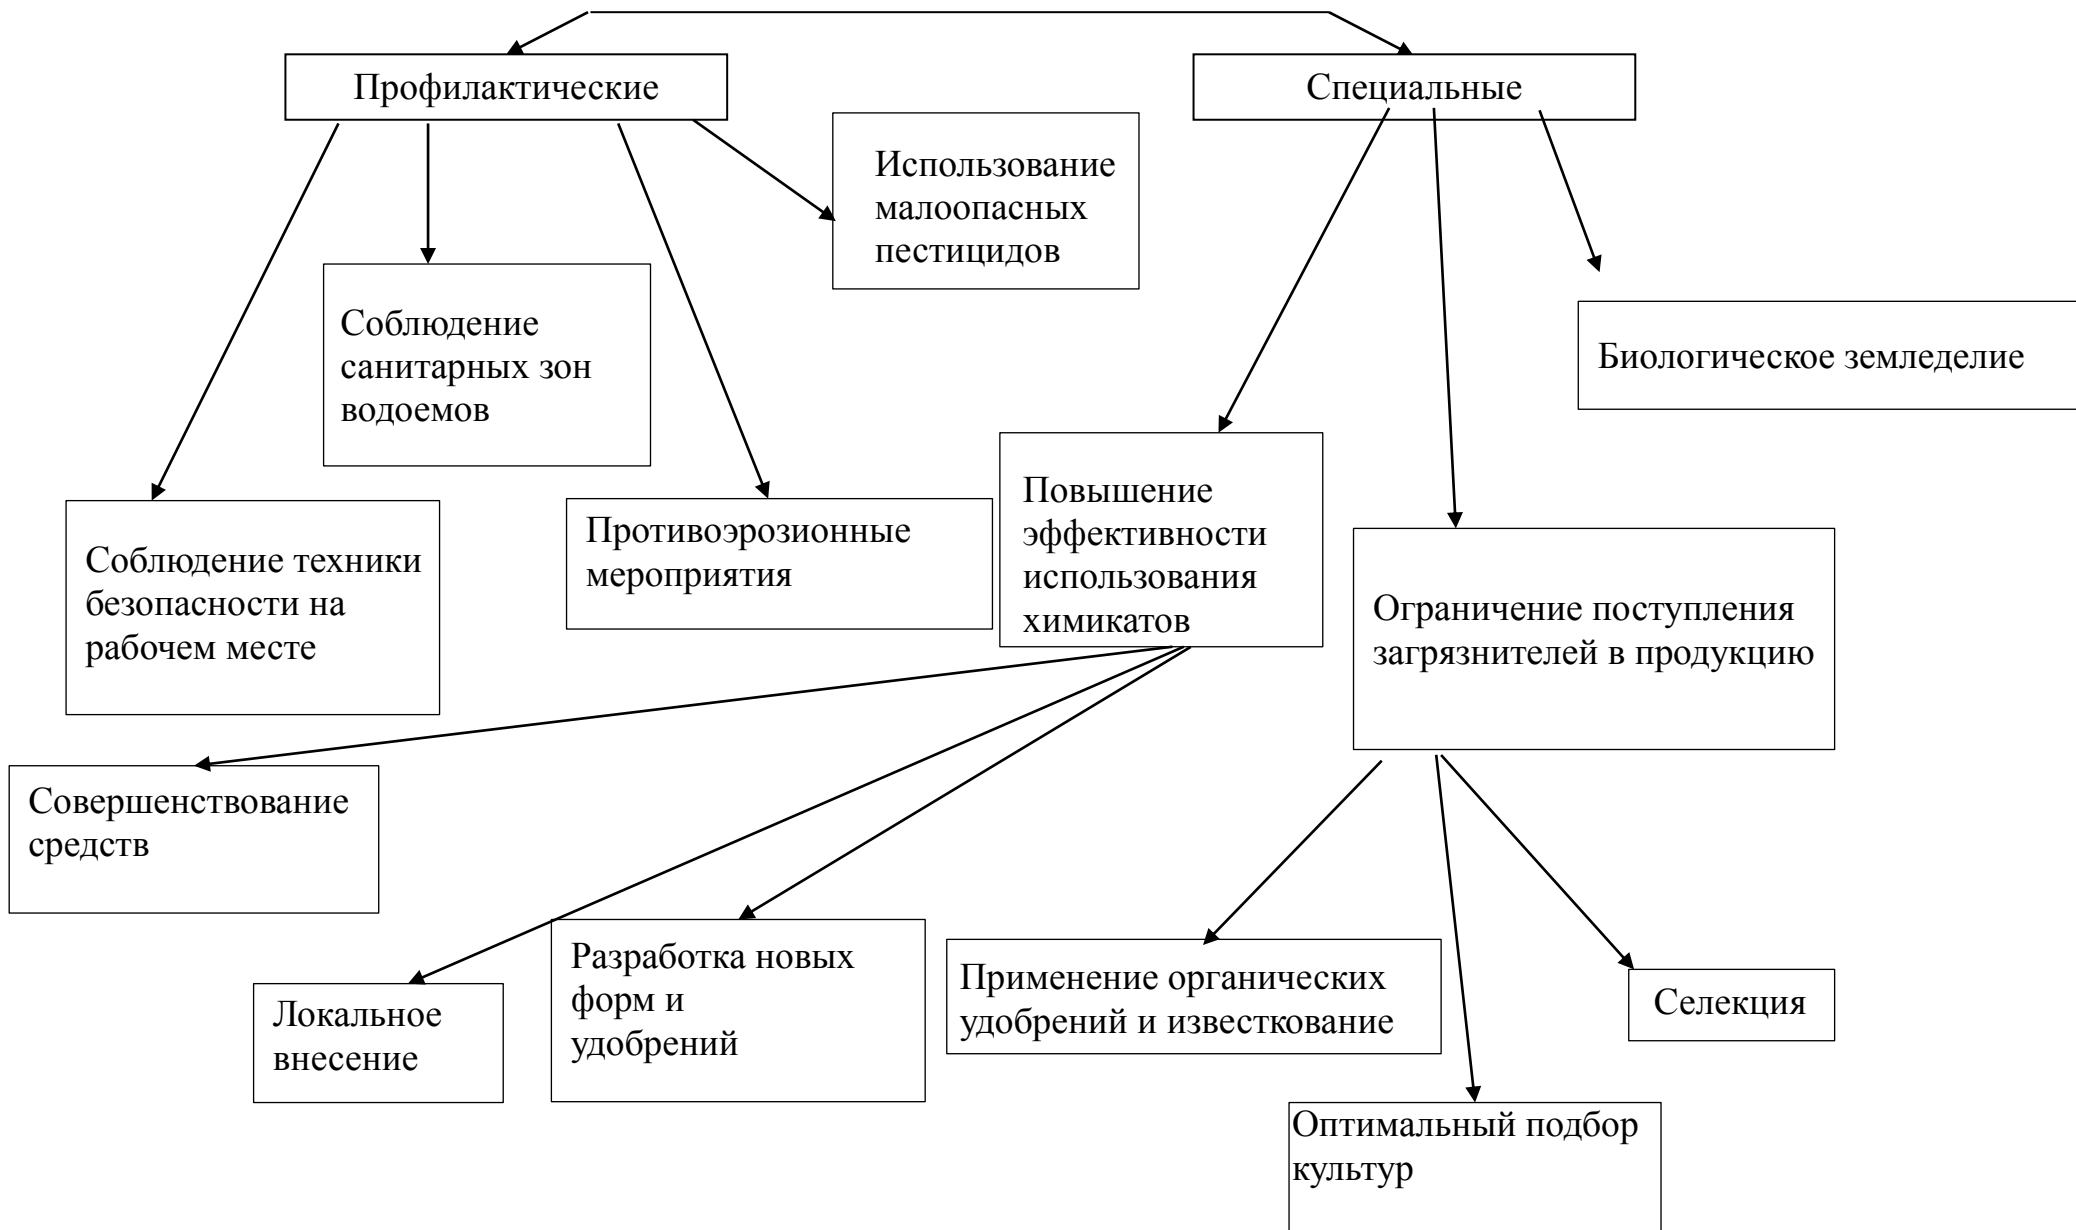 Профилактические
Специальные
Использование
малоопасных
пестицидов
Соблюдение
санитарных зон
водоемов
Биологическое земледелие
Соблюдение техники
безопасности на
рабочем месте
Противоэрозионные
мероприятия
Повышение
эффективности
использования
химикатов
Ограничение поступления
загрязнителей в продукцию
Совершенствование
средств
Локальное
внесение
Разработка новых
форм и
удобрений
Применение органических
удобрений и известкование
Селекция
Оптимальный подбор
культур